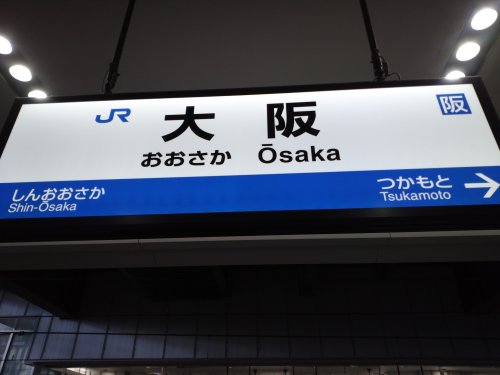 JR 大阪 阪
おおさか Ōsaka
しんおおさか つかもと
Shin-Ōsaka Tsukamoto